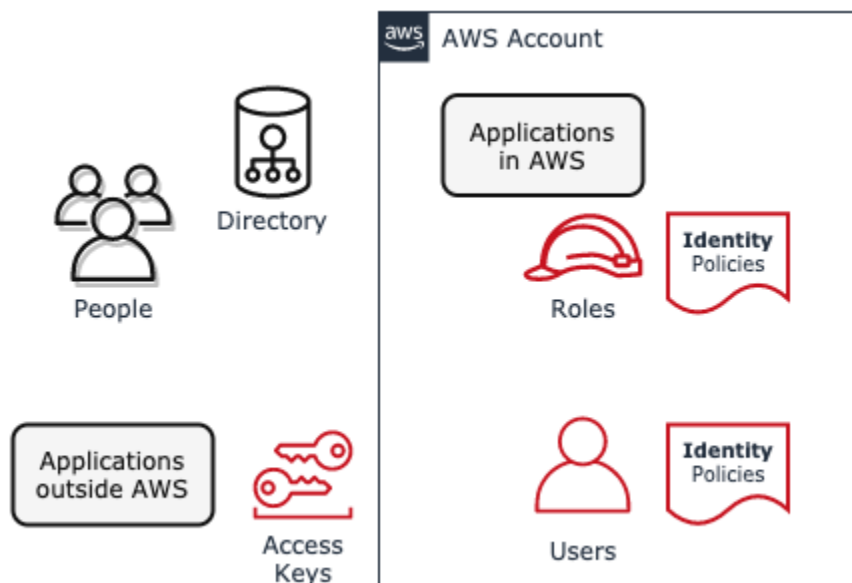 aws
AWS Account
Applications
in AWS
Directory
Identity
Policies
People
Roles
Applications
outside AWS
Identity
Policies
Access
Keys
Users